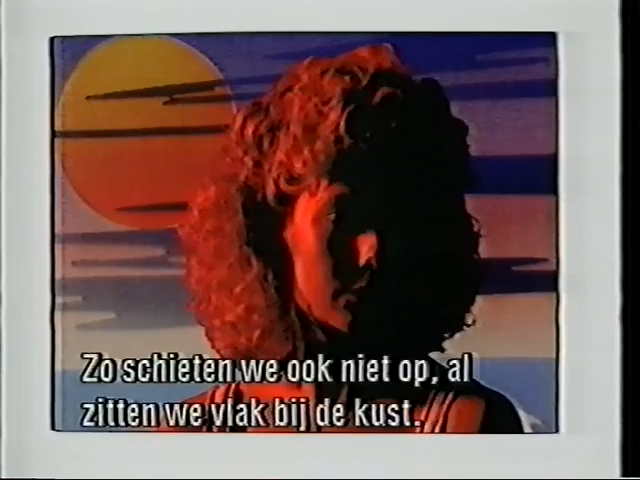 Zo schieten we ook niet op, al
zitten we vlak bij de kust.